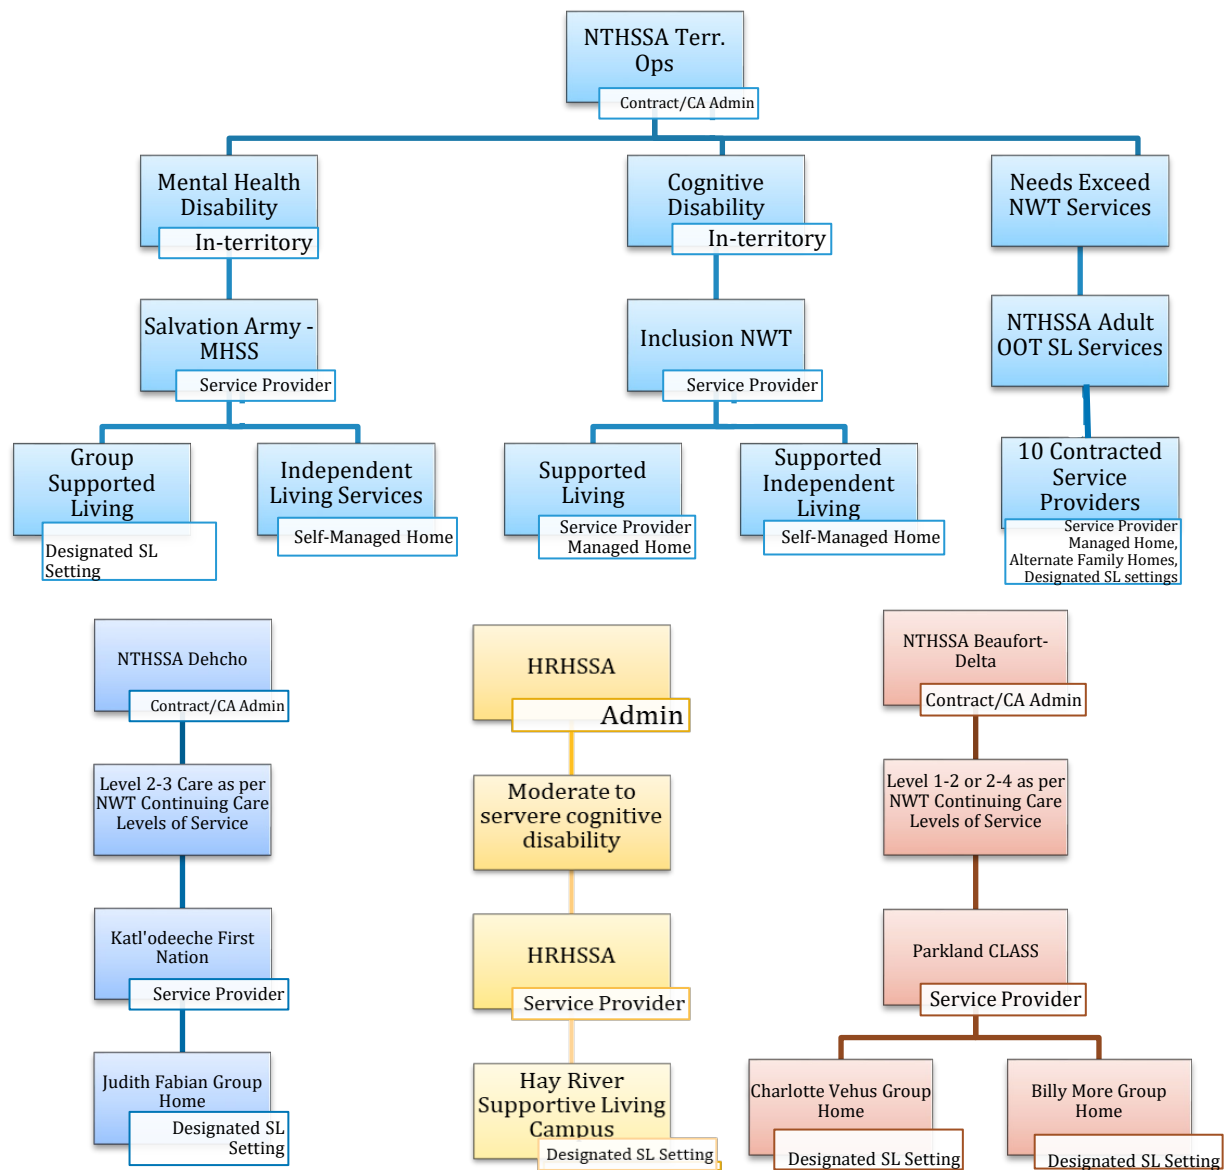 NTHSSA Terr.
Ops
Contract/CA Admin
Mental Health
Disability
In-territory
Cognitive
Disability
In-territory
Needs Exceed
NWT Services
Salvation Army -
MHSS
Service Provider
Inclusion NWT
Service Provider
NTHSSA Adult
OOT SL Services
Group
Supported
Living
Designated SL
Setting
Independent
Living Services
Self-Managed Home
Supported
Living
Service Provider
Managed Home
Supported
Independent
Living
Self-Managed Home
10 Contracted
Service
Providers
Service Provider
Managed Home,
Alternate Family Homes,
Designated SL settings
NTHSSA Dehcho
Contract/CA Admin
Level 2-3 Care as per
NWT Continuing Care
Levels of Service
Katl'odeeche First
Nation
Service Provider
Judith Fabian Group
Home
Designated SL
Setting
HRHSSA
Admin
Moderate to
servere cognitive
disability
HRHSSA
Service Provider
Hay River
Supportive Living
Campus
Designated SL Setting
NTHSSA Beaufort-
Delta
Contract/CA Admin
Level 1-2 or 2-4 as per
NWT Continuing Care
Levels of Service
Parkland CLASS
Service Provider
Charlotte Vehus Group
Home
Designated SL Setting
Billy More Group
Home
Designated SL Setting